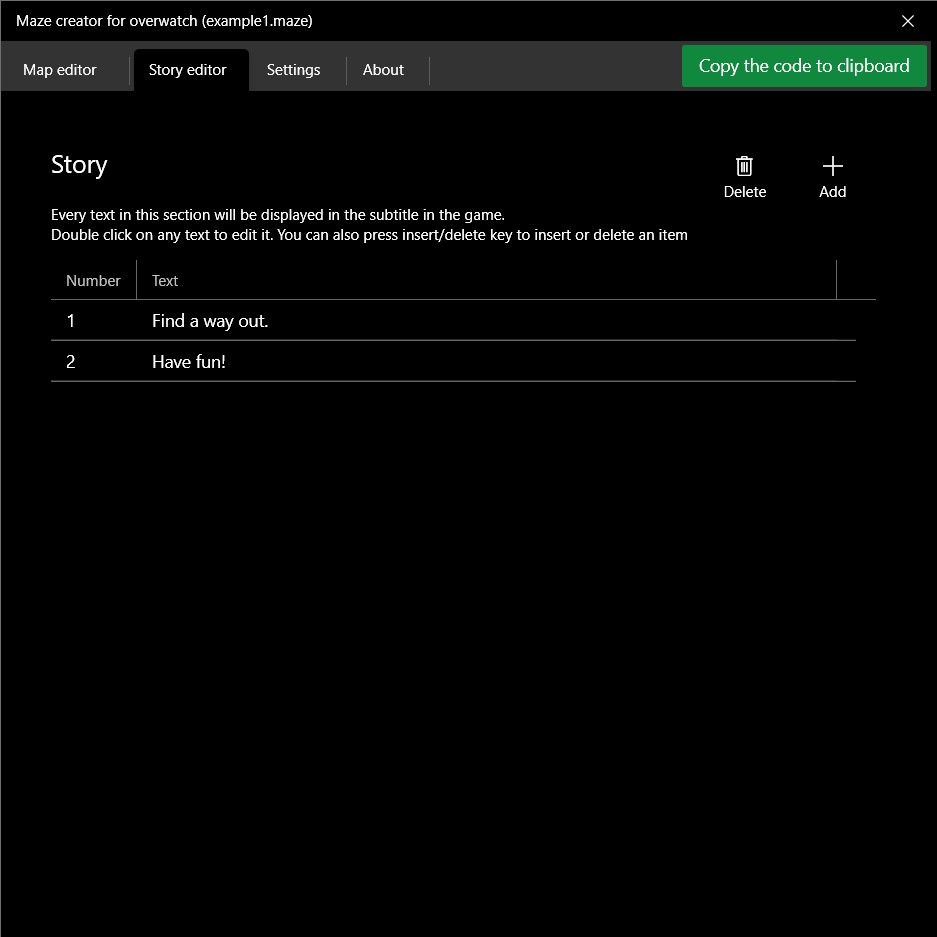 Maze creator for overwatch (example1.maze)
Map editor
Story editor
Settings
About
Copy the code to clipboard
Story
Delete
Add
Every text in this section will be displayed in the subtitle in the game.
Double click on any text to edit it. You can also press insert/delete key to insert or delete an item
Number Text
1 Find a way out.
2 Have fun!